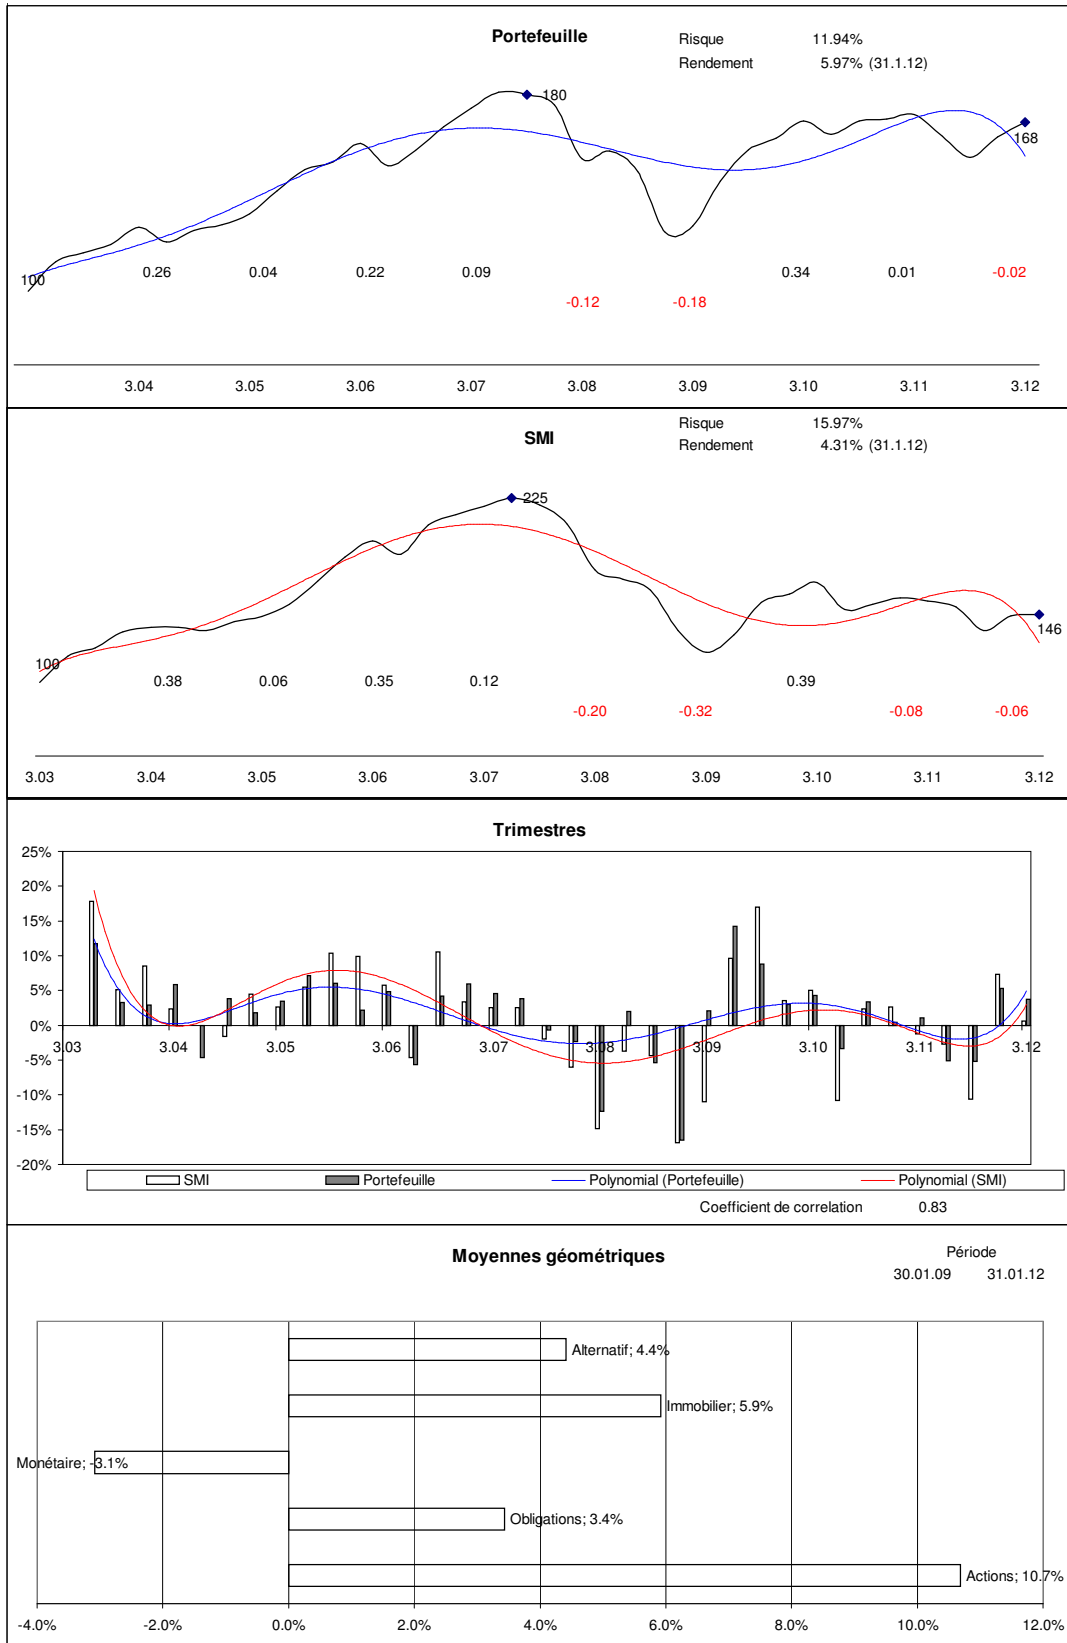 Portefeuille
Risque 11.94%
Rendement 5.97% (31.1.12)
180
168
100
0.26 0.04 0.22 0.09 0.34 0.01 -0.02
-0.12 -0.18
3.04 3.05 3.06 3.07 3.08 3.09 3.10 3.11 3.12
SMI
Risque 15.97%
Rendement 4.31% (31.1.12)
225
146
100
0.38 0.06 0.35 0.12 0.39
-0.20 -0.32 -0.08 -0.06
3.03 3.04 3.05 3.06 3.07 3.08 3.09 3.10 3.11 3.12
Trimestres
25%
20%
15%
10%
5%
0%
3.03 3.04 3.05 3.06 3.07 3.08 3.09 3.10 3.11 3.12
-5%
-10%
-15%
-20%
SMI Portefeuille Polynomial (Portefeuille) Polynomial (SMI)
Coefficient de correlation 0.83
Moyennes géométriques
Période
30.01.09 31.01.12
Alternatif; 4.4%
Immobilier; 5.9%
Monétaire; -3.1%
Obligations; 3.4%
Actions; 10.7%
-4.0% -2.0% 0.0% 2.0% 4.0% 6.0% 8.0% 10.0% 12.0%